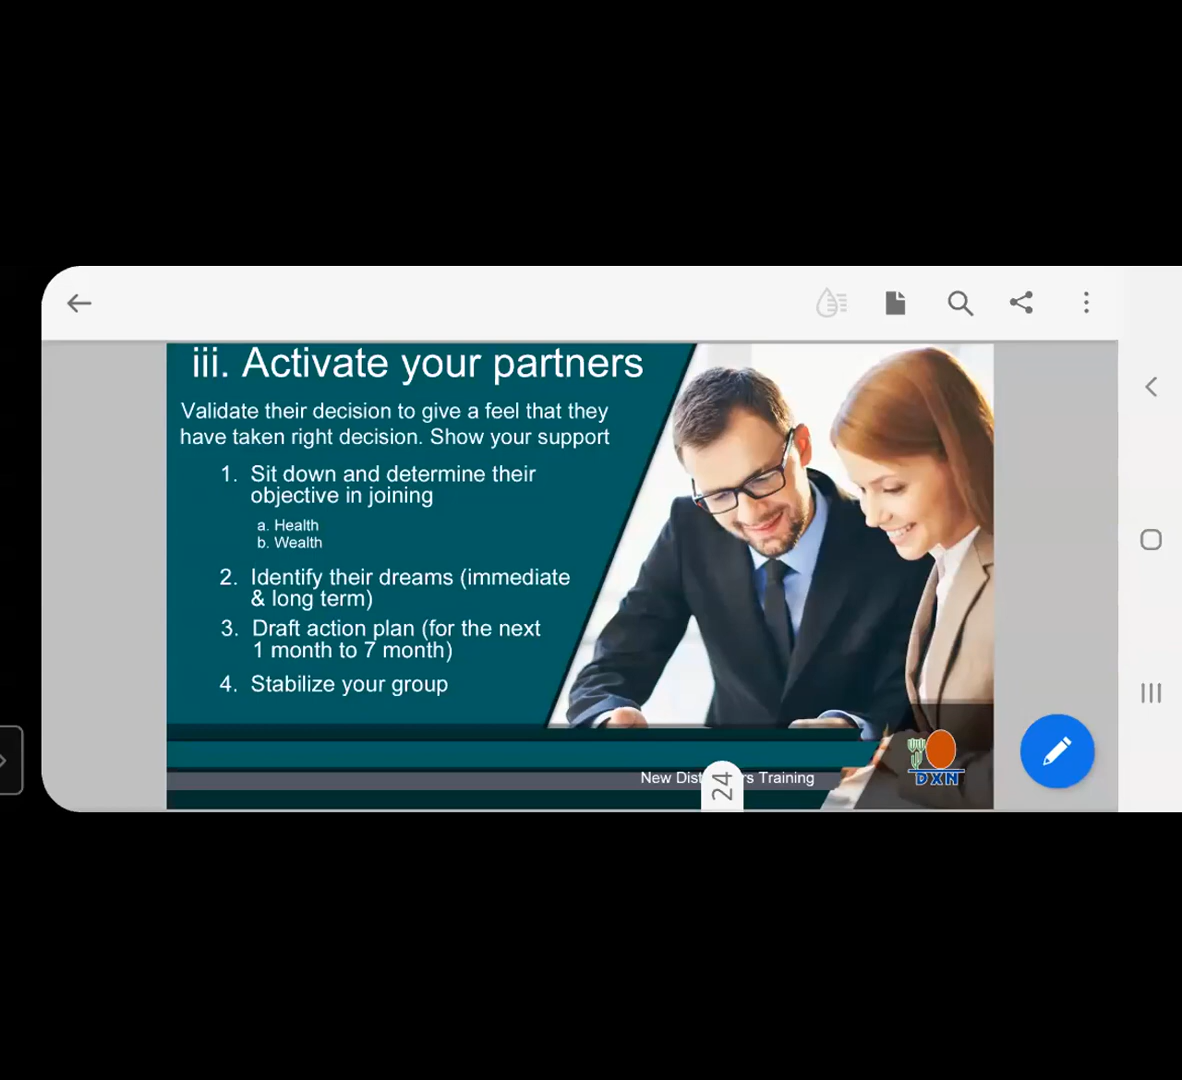 iii. Activate your partners
Validate their decision to give a feel that they
have taken right decision. Show your support
1. Sit down and determine their
objective in joining
a. Health
b. Wealth
2. Identify their dreams (immediate
& long term)
3. Draft action plan (for the next
1 month to 7 month)
4. Stabilize your group
New Training
24
DXN